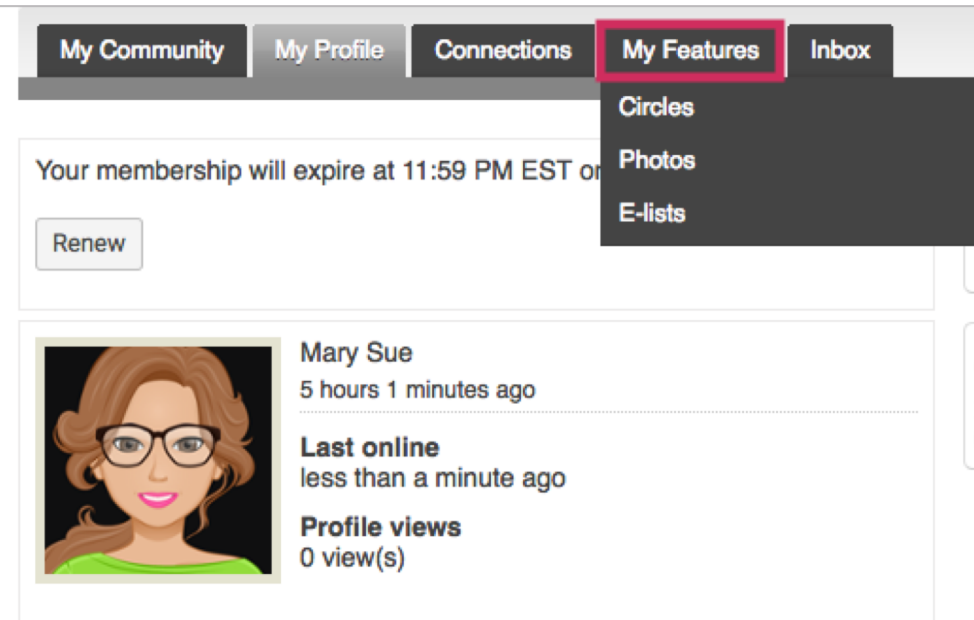 My Community My Profile Connections My Features Inbox
Circles
Photos
E-lists
Your membership will expire at 11:59 PM EST
Renew
Mary Sue
5 hours 1 minutes ago
Last online
less than a minute ago
Profile views
0 view(s)